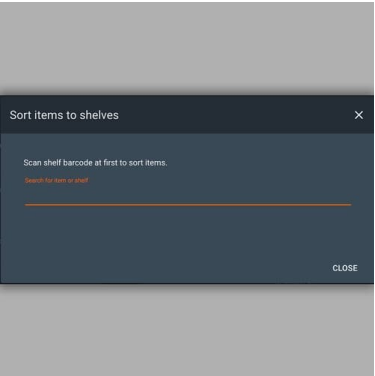 Sort items to shelves
Scan shelf barcode at first to sort items.
Search for item or shelf
CLOSE